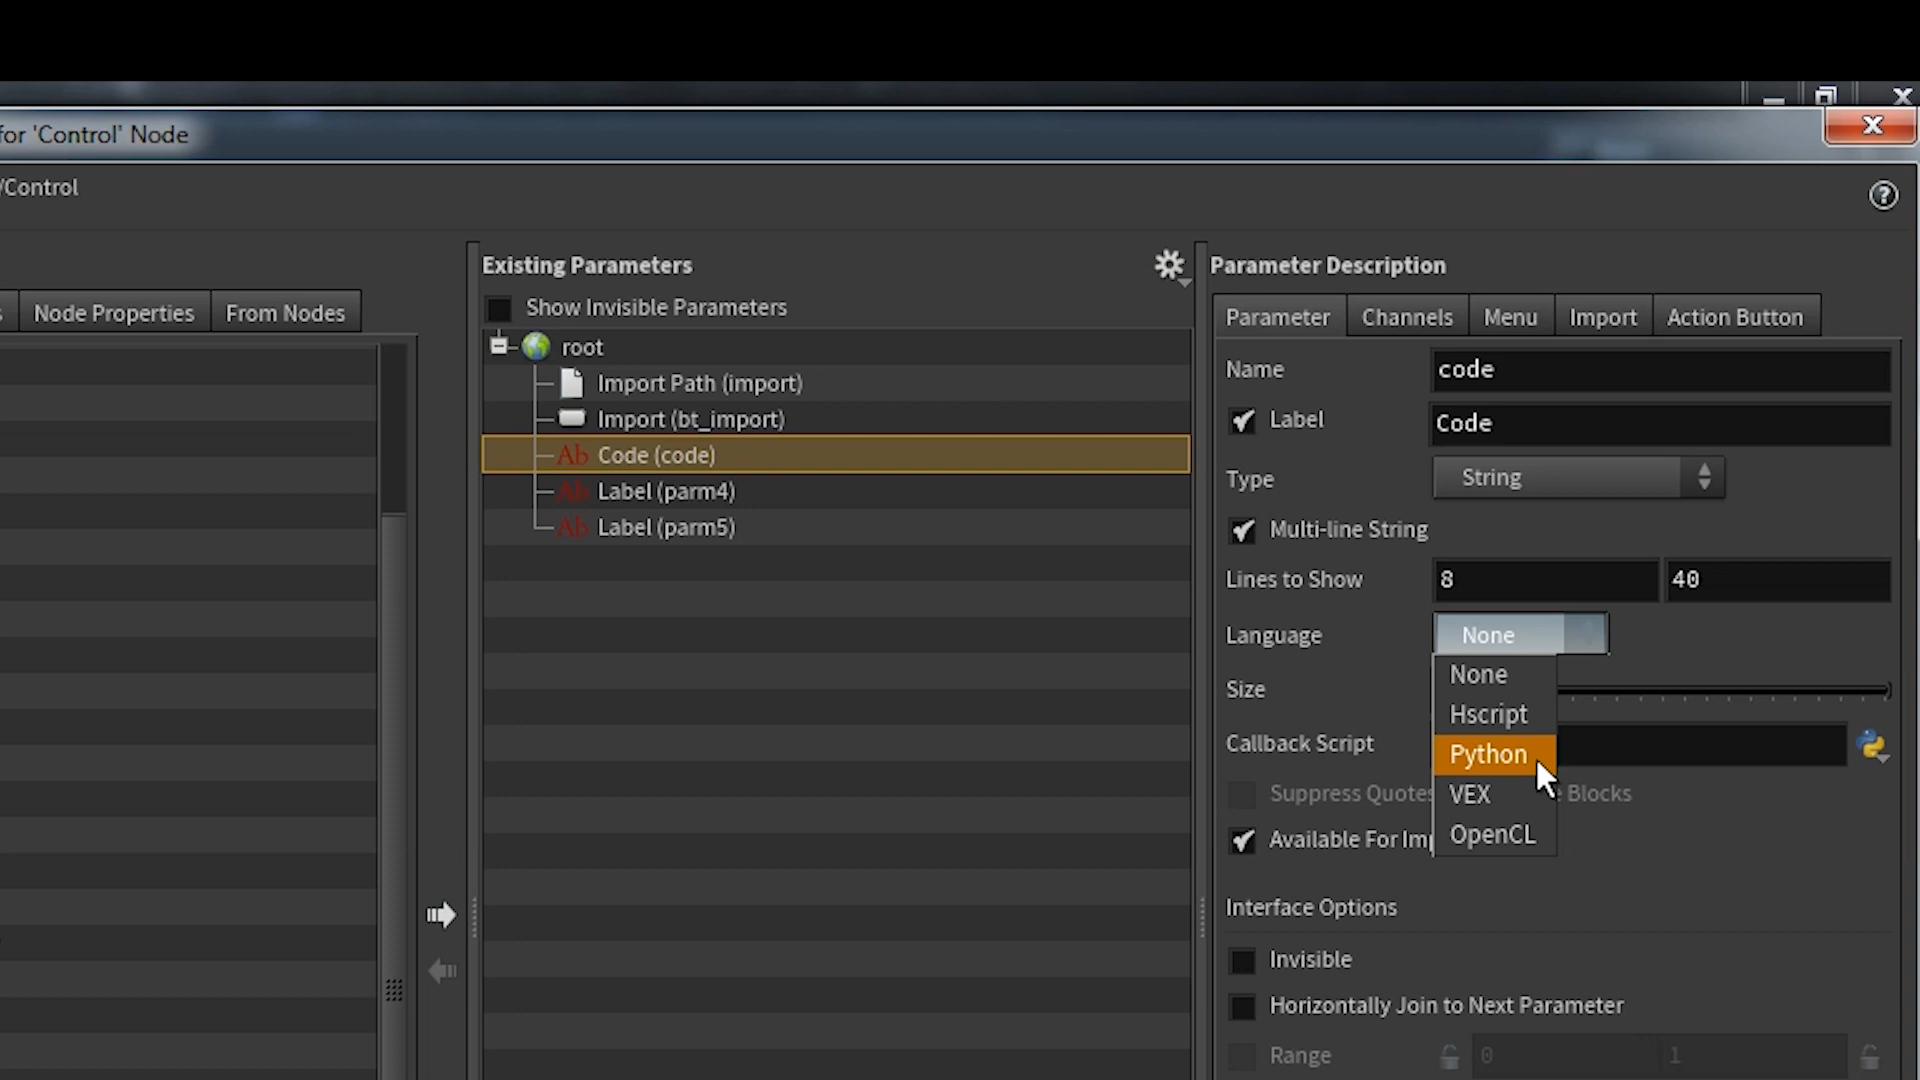 for 'Control' Node
/Control
Existing Parameters
Parameter Description
Node Properties
From Nodes
Show Invisible Parameters
Parameter
Channels
Menu
Import
Action Button
root
Import Path (import)
Import (bt_import)
Code (code)
Label (parm4)
Label (parm5)
Name
code
Label
Code
Type
String
Multi-line String
Lines to Show
8
40
Language
None
None
Hscript
Python
VEX
OpenCL
Size
Callback Script
Suppress Quotes
Blocks
Available For Imp
Interface Options
Invisible
Horizontally Join to Next Parameter
Range
0
1